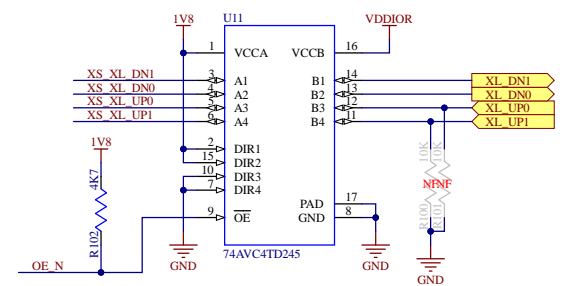 1V8
U11
VDDIOR
1 VCCA VCCB 16
XS_XL_DN1 3 A1 B1 14 XL_DN1
XS_XL_DN0 4 A2 B2 13 XL_DN0
XS_XL_UP0 5 A3 B3 12 XL_UP0
XS_XL_UP1 6 A4 B4 11 XL_UP1
1V8
2 DIR1
15 DIR2
10 DIR3
7 DIR4
4K7
R102
10K
10K
NF
NF
R100
R101
PAD 17
9 OE GND 8
74AVC4TD245
GND
GND
GND
OE_N